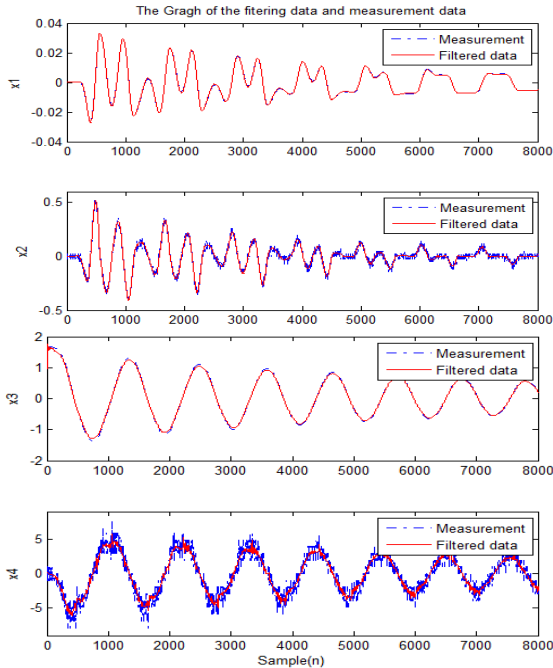 The Gragh of the fitering data and measurement data
0.04
0.02
0
-0.02
-0.04
x1
Measurement
Filtered data
0 1000 2000 3000 4000 5000 6000 7000 8000
0.5
0
-0.5
x2
Measurement
Filtered data
0 1000 2000 3000 4000 5000 6000 7000 8000
2
1
0
-1
-2
x3
Measurement
Filtered data
0 1000 2000 3000 4000 5000 6000 7000 8000
5
0
-5
x4
Measurement
Filtered data
0 1000 2000 3000 4000 5000 6000 7000 8000
Sample(n)